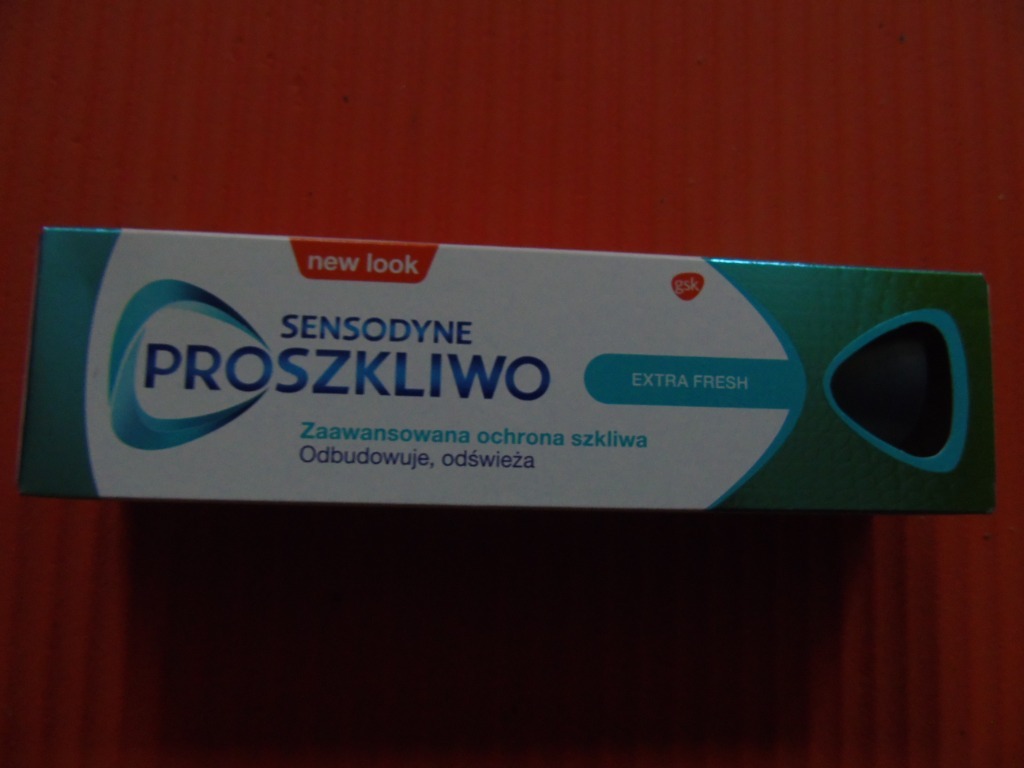 new look
gsk
SENSODYNE
PROSZKLIWO
EXTRA FRESH
Zaawansowana ochrona szkliwa
Odbudowuje, odświeża